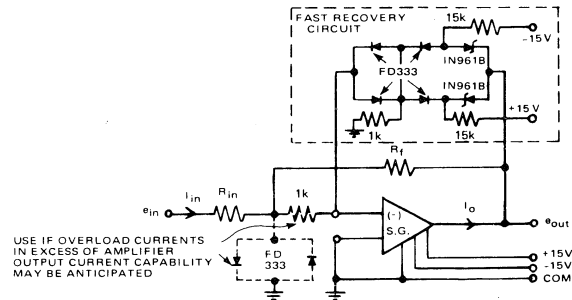 FAST RECOVERY
CIRCUIT
15k
-15V
IN961B
FD333
IN961B
+15V
1k
15k
Rf
Iin
Rin
1k
Io
ein
(-)
S.G.
eout
USE IF OVERLOAD CURRENTS
IN EXCESS OF AMPLIFIER
OUTPUT CURRENT CAPABILITY
MAY BE ANTICIPATED
FD
333
+15V
-15V
COM